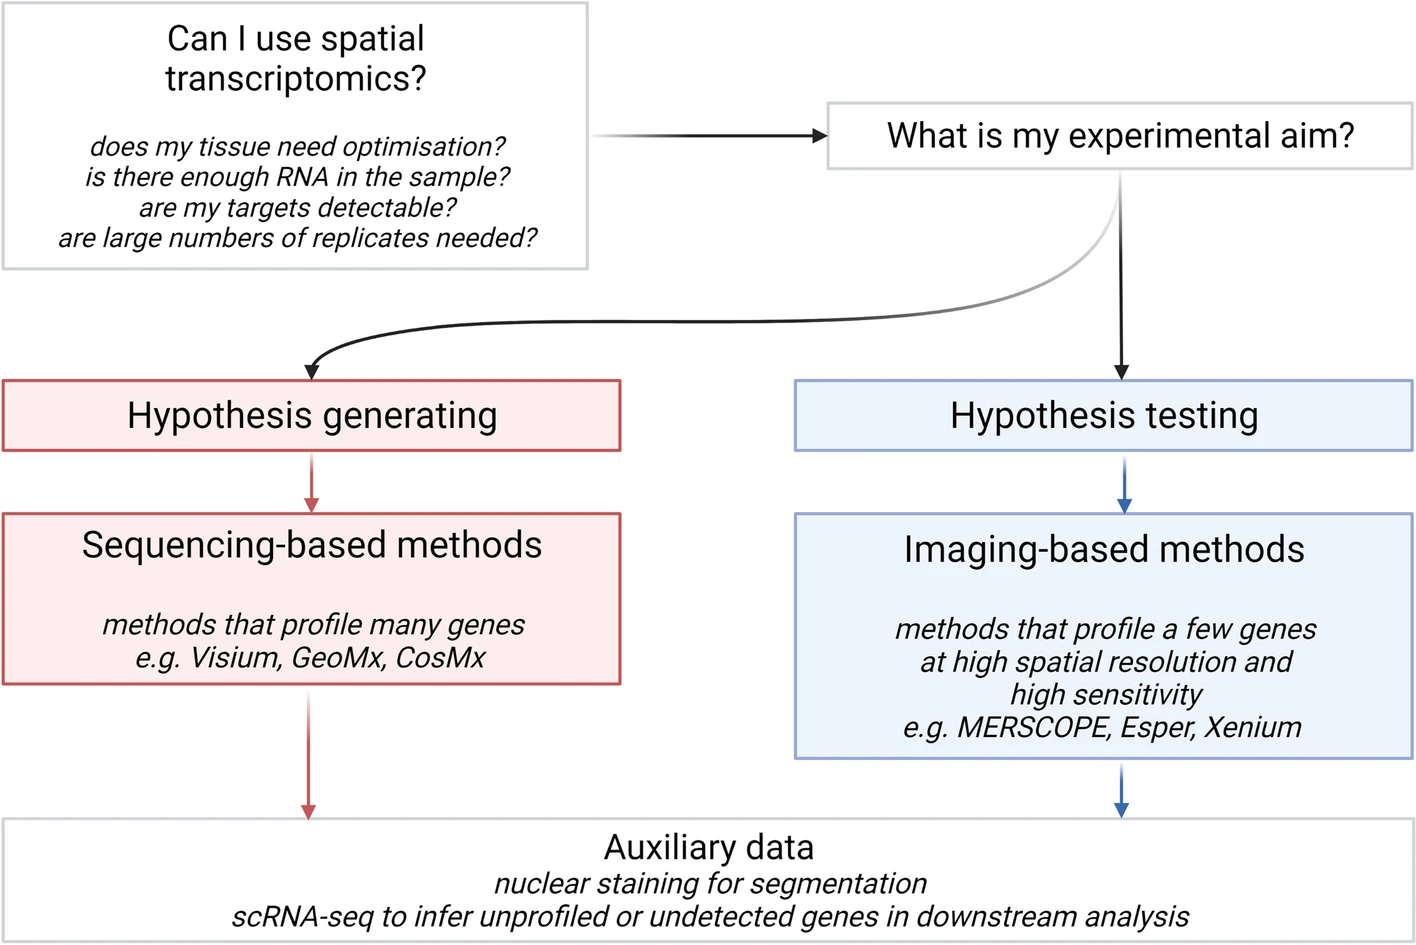 Can I use spatial
transcriptomics?
does my tissue need optimisation?
is there enough RNA in the sample?
are my targets detectable?
are large numbers of replicates needed?
What is my experimental aim?
Hypothesis generating
Hypothesis testing
Sequencing-based methods
methods that profile many genes
e.g. Visium, GeoMx, CosMx
Imaging-based methods
methods that profile a few genes
at high spatial resolution and
high sensitivity
e.g. MERSCOPE, Esper, Xenium
Auxiliary data
nuclear staining for segmentation
scRNA-seq to infer unprofiled or undetected genes in downstream analysis